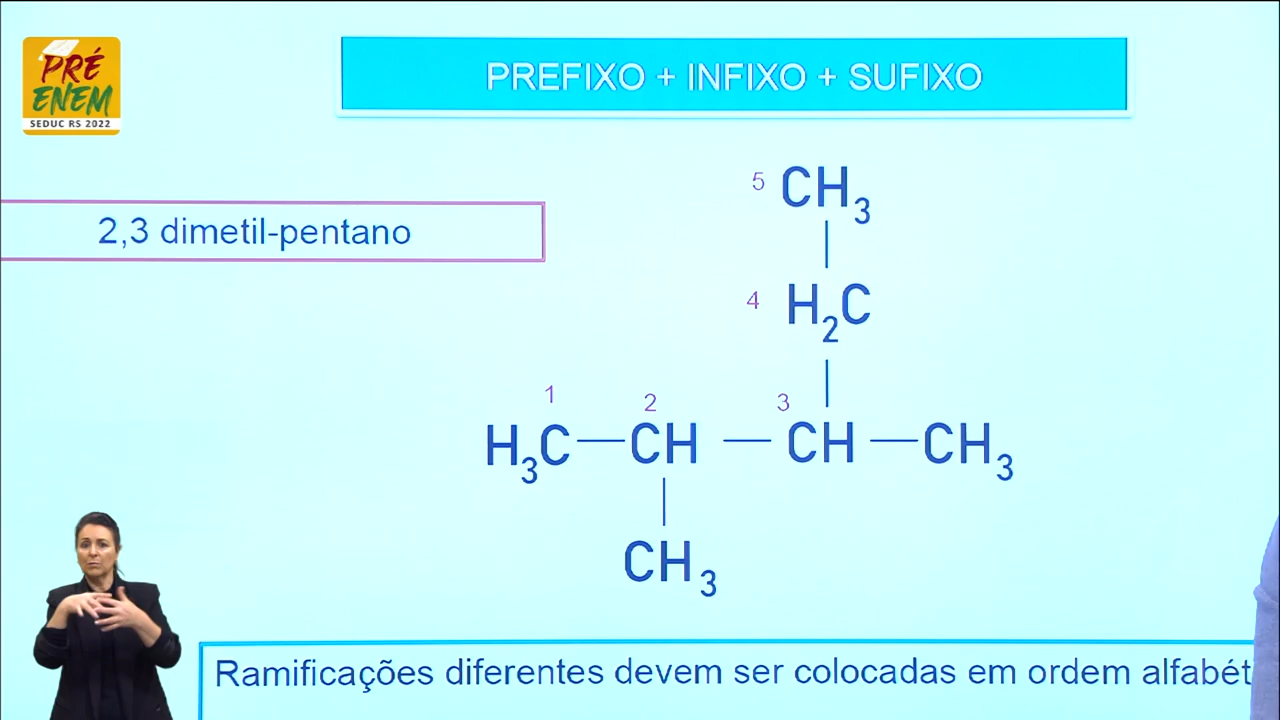 PRÉ
ENEM
SEDUC RS 2022
PREFIXO + INFIXO + SUFIXO
2,3 dimetil-pentano
5 CH3
4 H2C
1 2 3
H3C—CH—CH—CH3
CH3
Ramificações diferentes devem ser colocadas em ordem alfabét